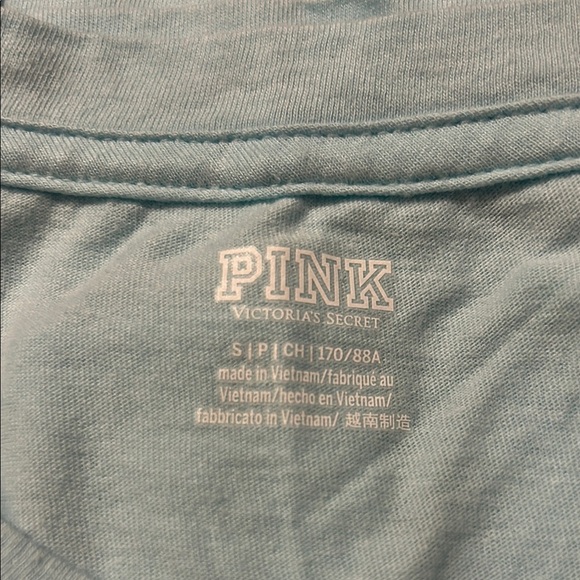 PINK
VICTORIA'S SECRET
S | P | CH | 170/88A
made in Vietnam/fabriqué au
Vietnam/hecho en Vietnam/
fabbricato in Vietnam/ 越南制造